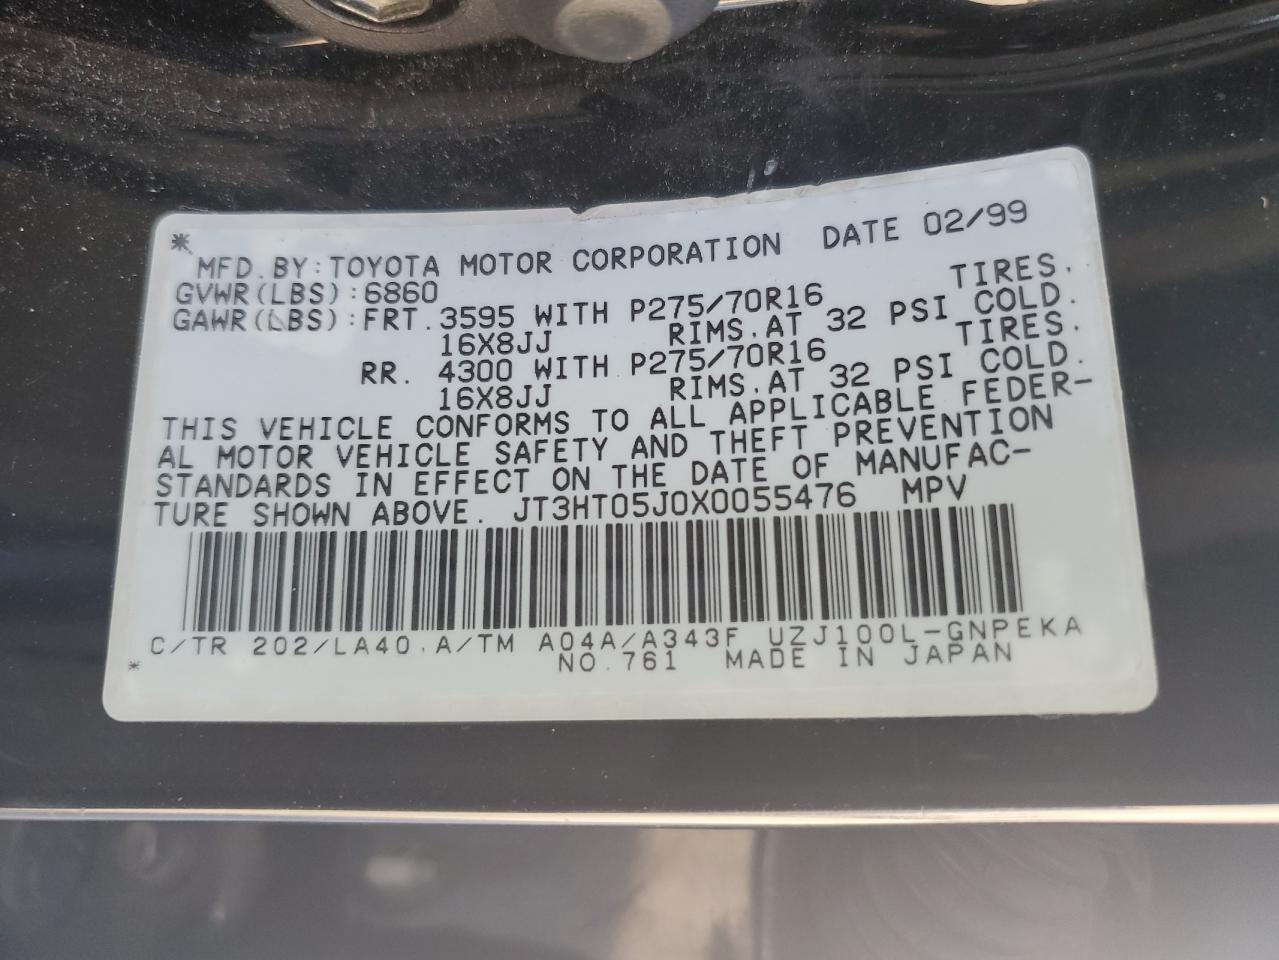 * MFD.BY:TOYOTA MOTOR CORPORATION DATE 02/99
GVWR(LBS):6860
GAWR(LBS):FRT.3595 WITH P275/70R16 TIRES.
16X8JJ RIMS.AT 32 PSI COLD.
RR. 4300 WITH P275/70R16 TIRES.
16X8JJ RIMS.AT 32 PSI COLD.
THIS VEHICLE CONFORMS TO ALL APPLICABLE FEDER-
AL MOTOR VEHICLE SAFETY AND THEFT PREVENTION
STANDARDS IN EFFECT ON THE DATE OF MANUFAC-
TURE SHOWN ABOVE. JT3HT05J0X0055476 MPV
C/TR 202/LA40 A/TM A04A/A343F UZJ100L-GNPEKA
* NO.761 MADE IN JAPAN